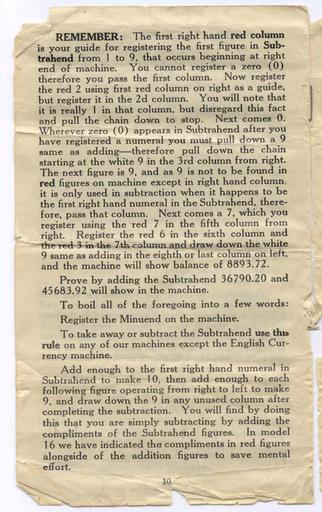 REMEMBER: The first right hand red column
is your guide for registering the first figure in Sub-
trahend from 1 to 9, that occurs beginning at right
end of machine. You cannot register a zero (0)
therefore you pass the first column. Now register
the red 2 using first red column on right as a guide,
but register it in the 2d column. You will note that
it is really 1 in that column, but disregard this fact
and pull the chain down to stop. Next comes 0.
Wherever zero (0) appears in Subtrahend after you
have registered a numeral you must pull down a 9
same as adding—therefore pull down the chain
starting at the white 9 in the 3rd column from right.
The next figure is 9, and as 9 is not to be found in
red figures on machine except in right hand column.
it is only used in subtraction when it happens to be
the first right hand numeral in the Subtrahend, there-
fore, pass that column. Next comes a 7, which you
register using the red 7 in the fifth column from
right. Register the red 6 in the sixth column and
the red 3 in the 7th column and draw down the white
9 same as adding in the eighth or last column on left,
and the machine will show balance of 8893.72.
Prove by adding the Subtrahend 36790.20 and
45683.92 will show in the machine.
To boil all of the foregoing into a few words:
Register the Minuend on the machine.
To take away or subtract the Subtrahend use this
rule on any of our machines except the English Cur-
rency machine.
Add enough to the first right hand numeral in
Subtrahend to make 10, then add enough to each
following figure operating from right to left to make
9, and draw down the 9 in any unused column after
completing the subtraction. You will find by doing
this that you are simply subtracting by adding the
compliments of the Subtrahend figures. In model
16 we have indicated the compliments in red figures
alongside of the addition figures to save mental
effort.
10